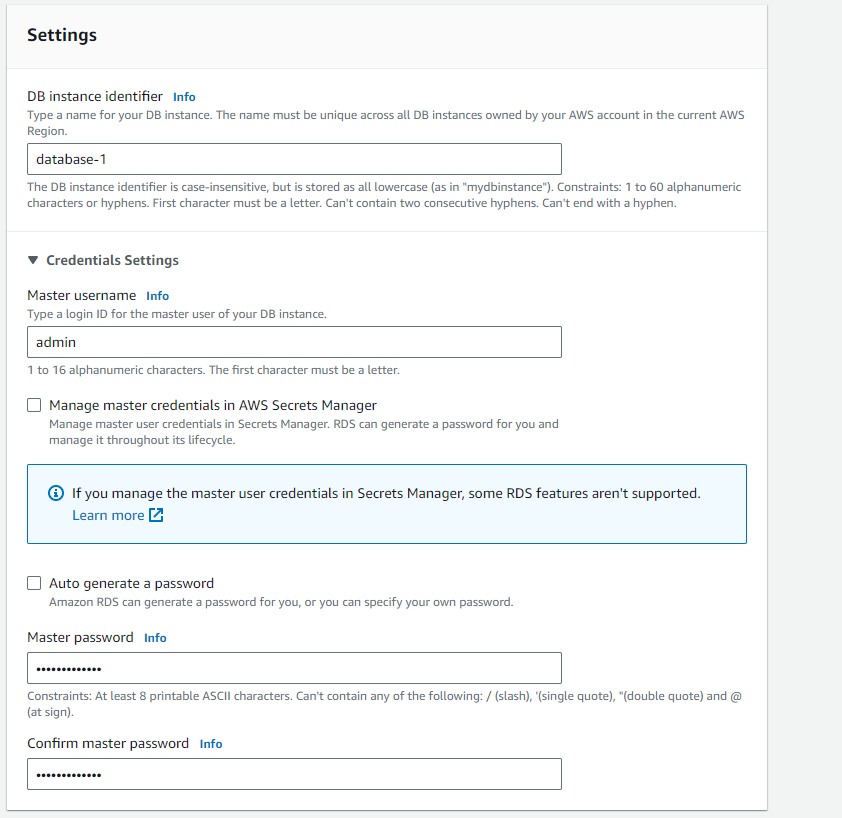 Settings
DB instance identifier Info
Type a name for your DB instance. The name must be unique across all DB instances owned by your AWS account in the current AWS
Region.
database-1
The DB instance identifier is case-insensitive, but is stored as all lowercase (as in "mydbinstance"). Constraints: 1 to 60 alphanumeric
characters or hyphens. First character must be a letter. Can't contain two consecutive hyphens. Can't end with a hyphen.
Credentials Settings
Master username Info
Type a login ID for the master user of your DB instance.
admin
1 to 16 alphanumeric characters. The first character must be a letter.
Manage master credentials in AWS Secrets Manager
Manage master user credentials in Secrets Manager. RDS can generate a password for you and
manage it throughout its lifecycle.
If you manage the master user credentials in Secrets Manager, some RDS features aren't supported.
Learn more
Auto generate a password
Amazon RDS can generate a password for you, or you can specify your own password.
Master password Info
•••••••••••••
Constraints: At least 8 printable ASCII characters. Can't contain any of the following: / (slash), '(single quote), "(double quote) and @
(at sign).
Confirm master password Info
•••••••••••••